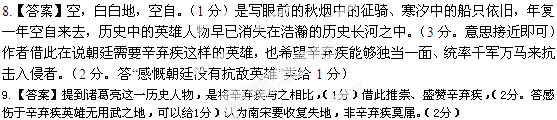 8.【答案】空，白白地，空自。（1 分）是写眼前的秋烟中的征骑、寒汐中的船只依旧，年复
一年空自来去，历史中的英雄人物早已消失在浩瀚的历史长河之中。（3 分。意思接近即可）
作者借此在说朝廷需要辛弃疾这样的英雄，也希望辛弃疾能够独当一面、统率千军万马来抗
击入侵者。（2 分。答“感慨朝廷没有抗敌英雄”类给 1 分）
9.【答案】提到诸葛亮这一历史人物，是将辛弃疾与之相比，（1分）借此推崇、盛赞辛弃疾，（2分。答感
伤于辛弃疾英雄无用武之地，可以给1分）认为南宋要收复失地，非辛弃疾莫属。（2分）